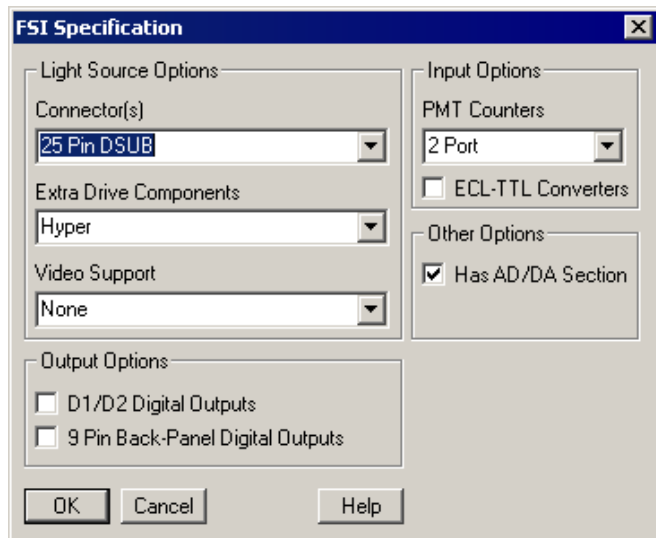 FSI Specification
Light Source Options
Connector(s)
25 Pin DSUB
Extra Drive Components
Hyper
Video Support
None
Input Options
PMT Counters
2 Port
ECL-TTL Converters
Other Options
Has AD/DA Section
Output Options
D1/D2 Digital Outputs
9 Pin Back-Panel Digital Outputs
OK Cancel Help